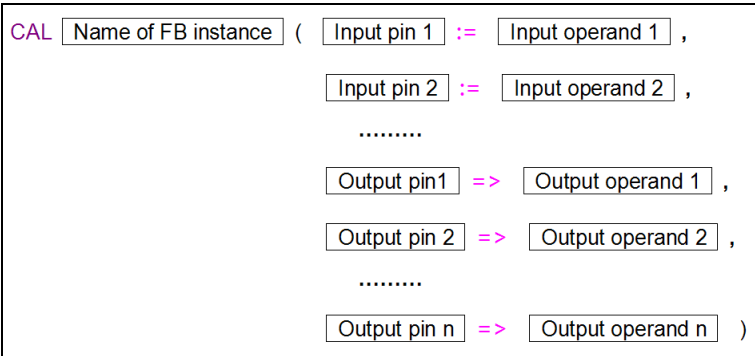 CAL Name of FB instance ( Input pin 1 := Input operand 1 ,
Input pin 2 := Input operand 2 ,
.........
Output pin1 => Output operand 1 ,
Output pin 2 => Output operand 2 ,
.........
Output pin n => Output operand n )